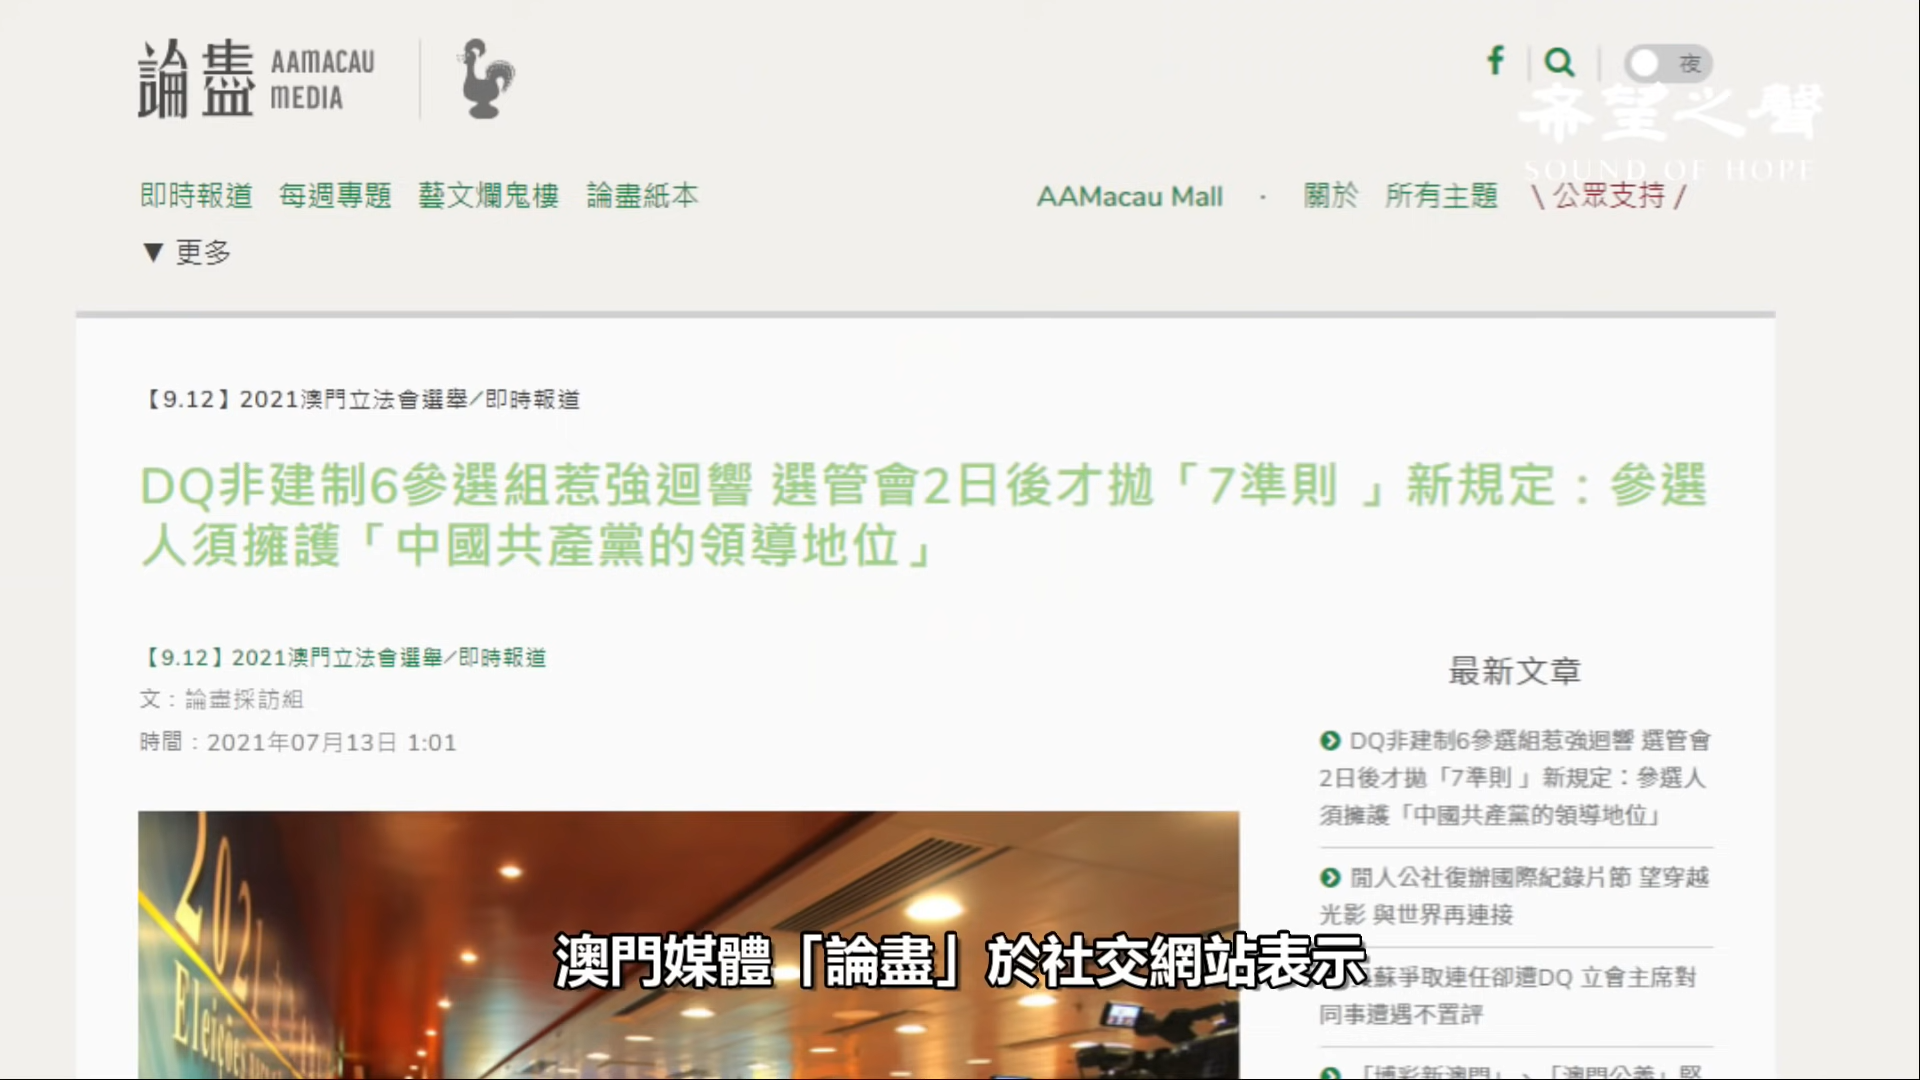 論盡 AAMACAU MEDIA
夜
希望之聲
SOUND OF HOPE
即時報道 每週專題 藝文爛鬼樓 論盡紙本
AAMacau Mall · 關於 所有主題 \ 公眾支持 /
▼ 更多
【9.12】2021澳門立法會選舉/即時報道
DQ非建制6參選組惹強迴響 選管會2日後才拋「7準則 」新規定：參選
人須擁護「中國共產黨的領導地位」
【9.12】2021澳門立法會選舉/即時報道
文：論盡採訪組
時間：2021年07月13日 1:01
最新文章
DQ非建制6參選組惹強迴響 選管會
2日後才拋「7準則 」新規定：參選人
須擁護「中國共產黨的領導地位」
閒人公社復辦國際紀錄片節 望穿越
光影 與世界再連接
蘇爭取連任卻遭DQ 立會主席對
同事遭遇不置評
「博彩新澳門」、「澳門公義」堅
2021
Eleições
澳門媒體「論盡」於社交網站表示